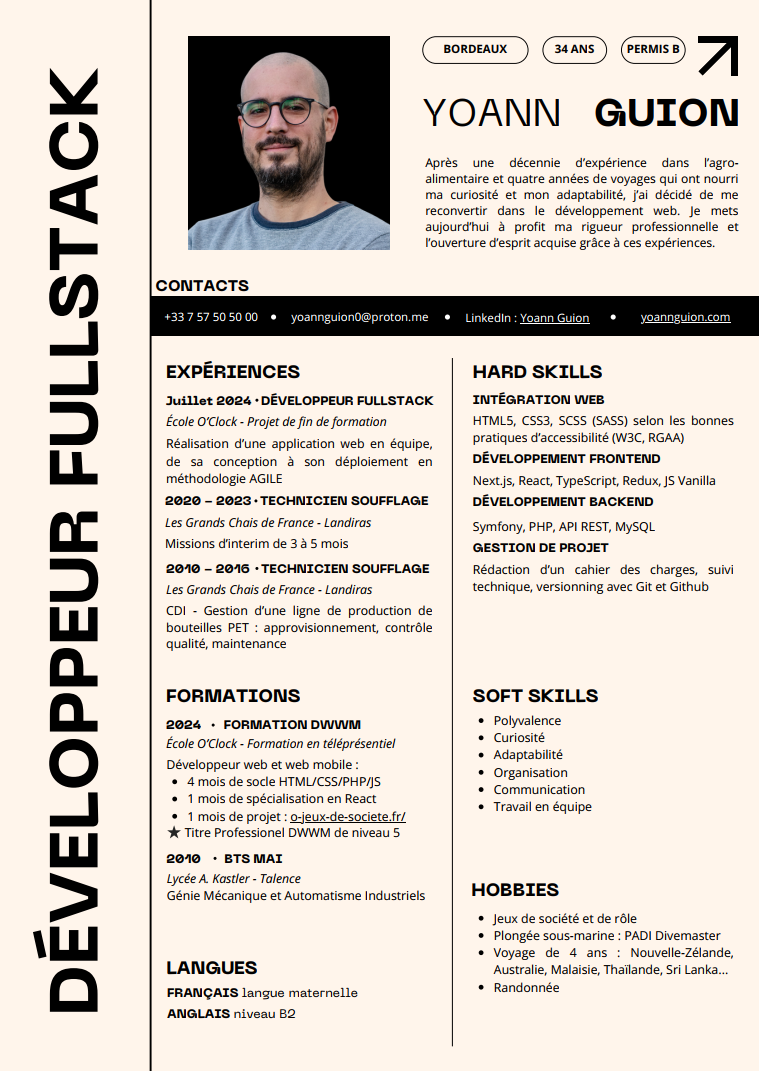 DÉVELOPPEUR FULLSTACK
BORDEAUX
34 ANS
PERMIS B
YOANN GUION
Après une décennie d’expérience dans l’agro-
alimentaire et quatre années de voyages qui ont nourri
ma curiosité et mon adaptabilité, j’ai décidé de me
reconvertir dans le développement web. Je mets
aujourd’hui à profit ma rigueur professionnelle et
l’ouverture d’esprit acquise grâce à ces expériences.
CONTACTS
+33 7 57 50 50 00 • yoannguion0@proton.me • LinkedIn : Yoann Guion • yoannguion.com
EXPÉRIENCES
Juillet 2024 • DÉVELOPPEUR FULLSTACK
École O’Clock - Projet de fin de formation
Réalisation d’une application web en équipe,
de sa conception à son déploiement en
méthodologie AGILE
2020 – 2023 • TECHNICIEN SOUFFLAGE
Les Grands Chais de France - Landiras
Missions d’interim de 3 à 5 mois
2010 – 2016 • TECHNICIEN SOUFFLAGE
Les Grands Chais de France - Landiras
CDI - Gestion d’une ligne de production de
bouteilles PET : approvisionnement, contrôle
qualité, maintenance
FORMATIONS
2024 • FORMATION DWWM
École O’Clock - Formation en téléprésentiel
Développeur web et web mobile :
• 4 mois de socle HTML/CSS/PHP/JS
• 1 mois de spécialisation en React
• 1 mois de projet : o-jeux-de-societe.fr/
★ Titre Professionel DWWM de niveau 5
2010 • BTS MAI
Lycée A. Kastler - Talence
Génie Mécanique et Automatisme Industriels
LANGUES
FRANÇAIS langue maternelle
ANGLAIS niveau B2
HARD SKILLS
INTÉGRATION WEB
HTML5, CSS3, SCSS (SASS) selon les bonnes
pratiques d’accessibilité (W3C, RGAA)
DÉVELOPPEMENT FRONTEND
Next.js, React, TypeScript, Redux, JS Vanilla
DÉVELOPPEMENT BACKEND
Symfony, PHP, API REST, MySQL
GESTION DE PROJET
Rédaction d’un cahier des charges, suivi
technique, versionning avec Git et Github
SOFT SKILLS
• Polyvalence
• Curiosité
• Adaptabilité
• Organisation
• Communication
• Travail en équipe
HOBBIES
• Jeux de société et de rôle
• Plongée sous-marine : PADI Divemaster
• Voyage de 4 ans : Nouvelle-Zélande,
Australie, Malaisie, Thaïlande, Sri Lanka...
• Randonnée